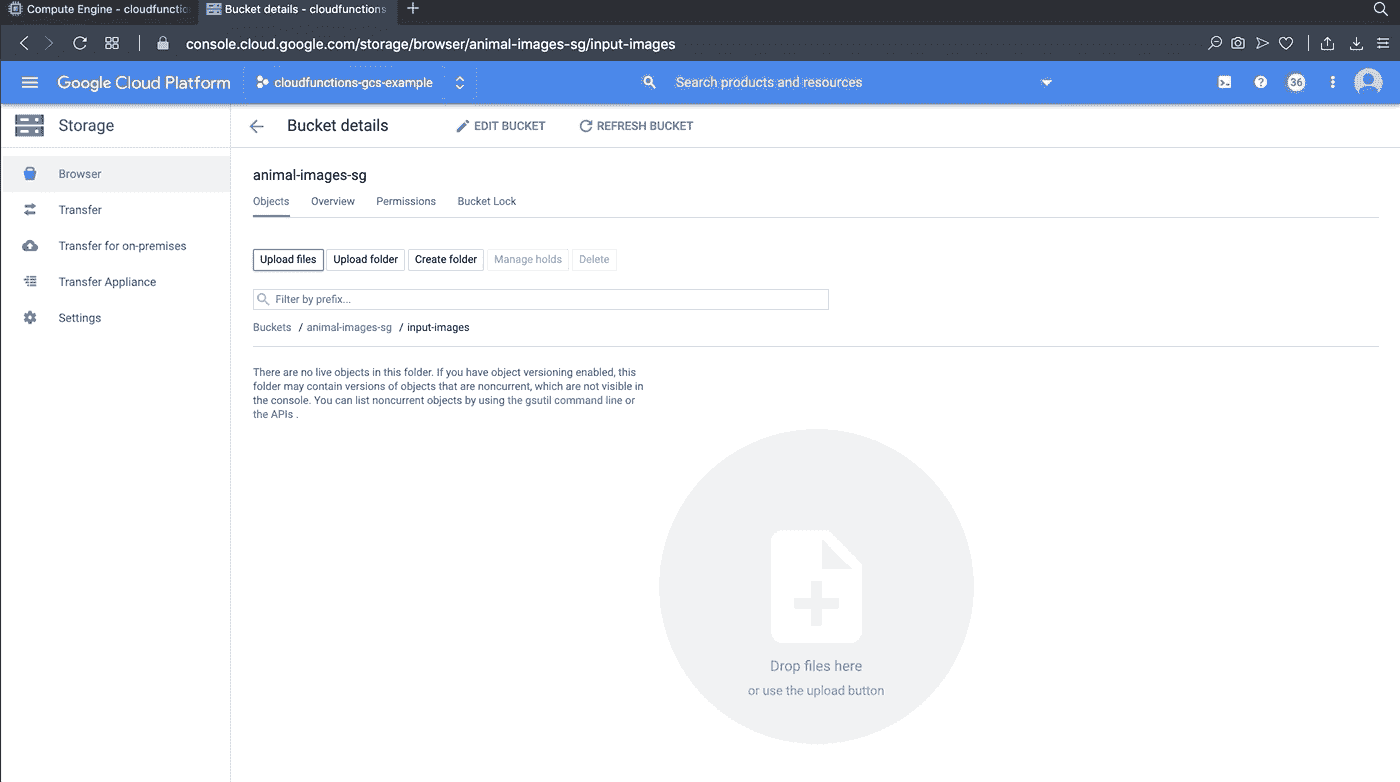 Compute Engine - cloudfunctio
Bucket details - cloudfunctions
console.cloud.google.com/storage/browser/animal-images-sg/input-images
Google Cloud Platform
cloudfunctions-gcs-example
Search products and resources
36
Storage
Bucket details
EDIT BUCKET
REFRESH BUCKET
Browser
Transfer
Transfer for on-premises
Transfer Appliance
Settings
animal-images-sg
Objects
Overview
Permissions
Bucket Lock
Upload files
Upload folder
Create folder
Manage holds
Delete
Filter by prefix...
Buckets / animal-images-sg / input-images
There are no live objects in this folder. If you have object versioning enabled, this
folder may contain versions of objects that are noncurrent, which are not visible in
the console. You can list noncurrent objects by using the gsutil command line or
the APIs .
Drop files here
or use the upload button